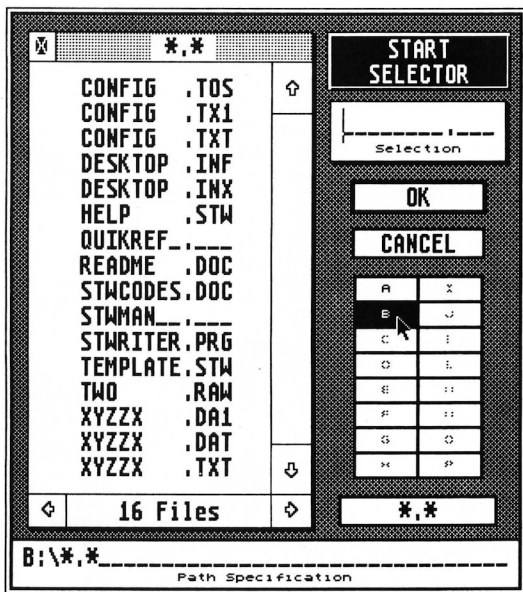 *.*
CONFIG .TOS
CONFIG .TX1
CONFIG .TXT
DESKTOP .INF
DESKTOP .INX
HELP .STW
QUIKREF_.___
README .DOC
STWCODES.DOC
STWMAN__.___
STWRITER.PRG
TEMPLATE.STW
TWO .RAW
XYZZX .DA1
XYZZX .DAT
XYZZX .TXT
16 Files
START
SELECTOR
________.___
Selection
OK
CANCEL
A
B
C
E
F
G
*.*
B:\*.*
Path Specification